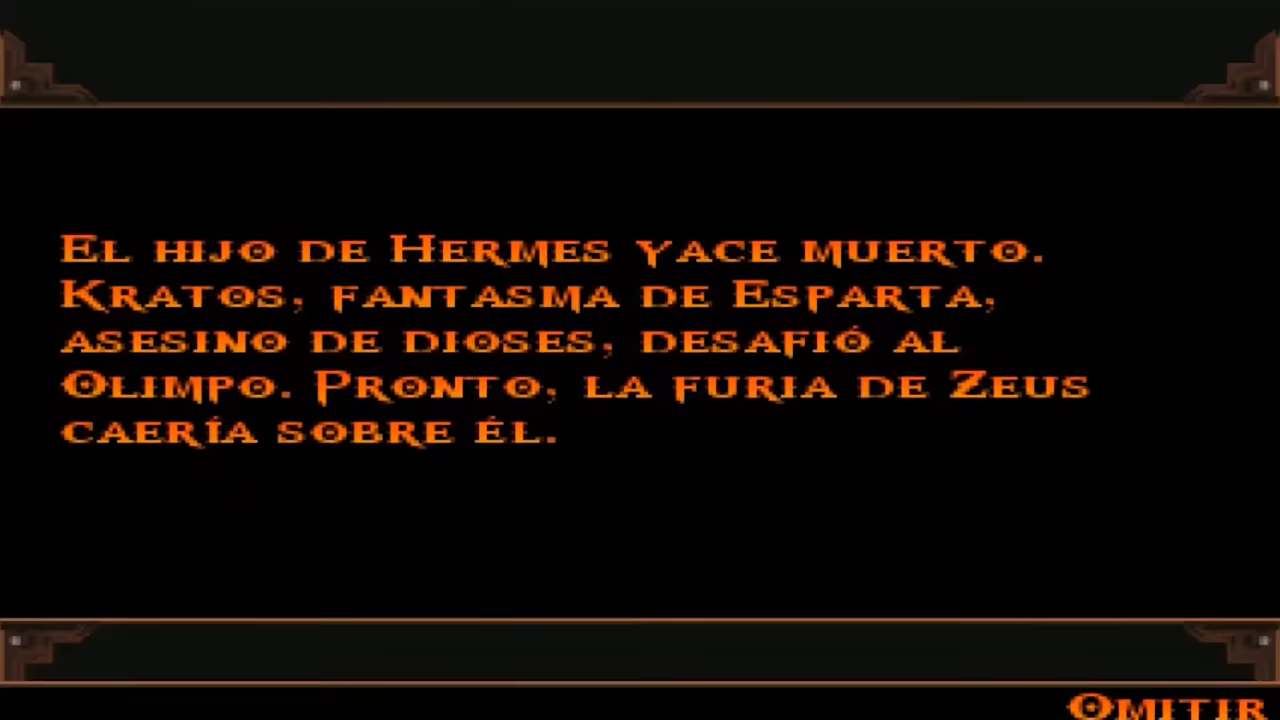 El hijo de Hermes yace muerto.
Kratos, fantasma de Esparta,
asesino de dioses, desafió al
Olimpo. Pronto, la furia de Zeus
caería sobre él.
Omitir